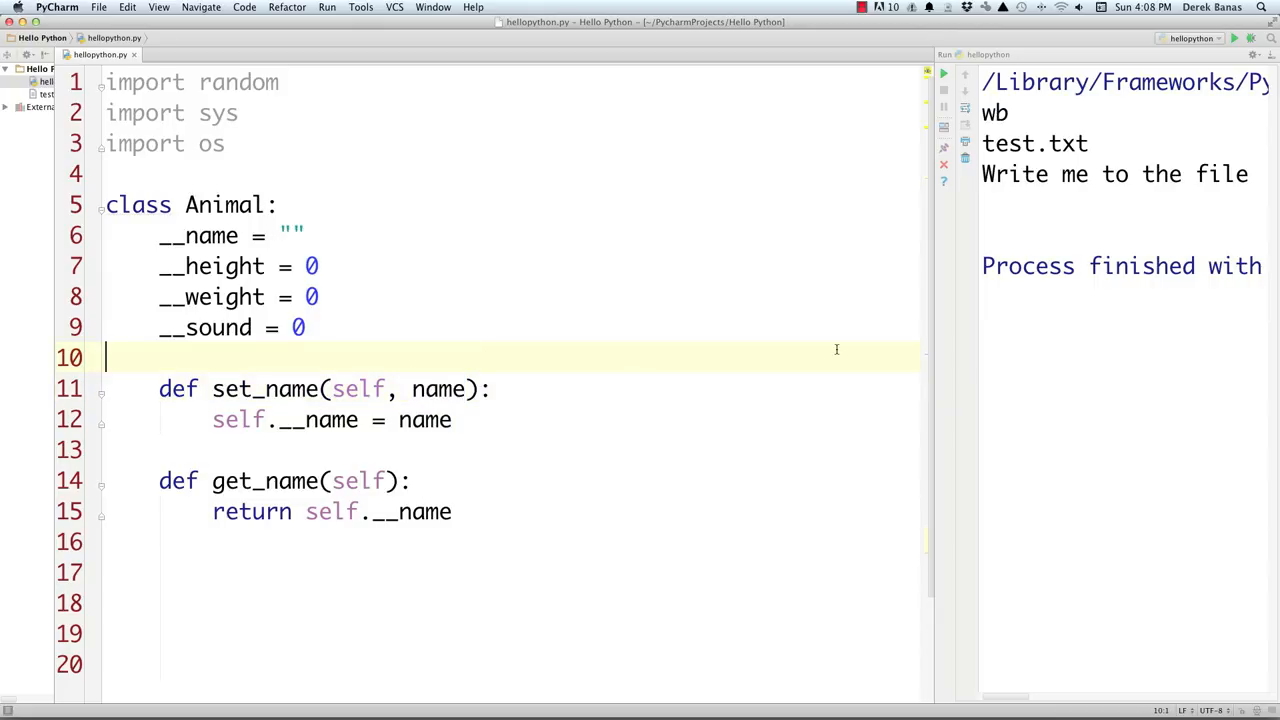 PyCharm File Edit View Navigate Code Refactor Run Tools VCS Window Help 10 Sun 4:08 PM Derek Banas
hellopython.py - Hello Python - [~/PycharmProjects/Hello Python]
Hello Python hellopython.py hellopython
hellopython.py Run hellopython
Hello P
hell
test
Extern
1 import random
2 import sys
3 import os
4
5 class Animal:
6 __name = ""
7 __height = 0
8 __weight = 0
9 __sound = 0
10
11 def set_name(self, name):
12 self.__name = name
13
14 def get_name(self):
15 return self.__name
16
17
18
19
20
/Library/Frameworks/Py
wb
test.txt
Write me to the file
Process finished with
10:1 LF UTF-8